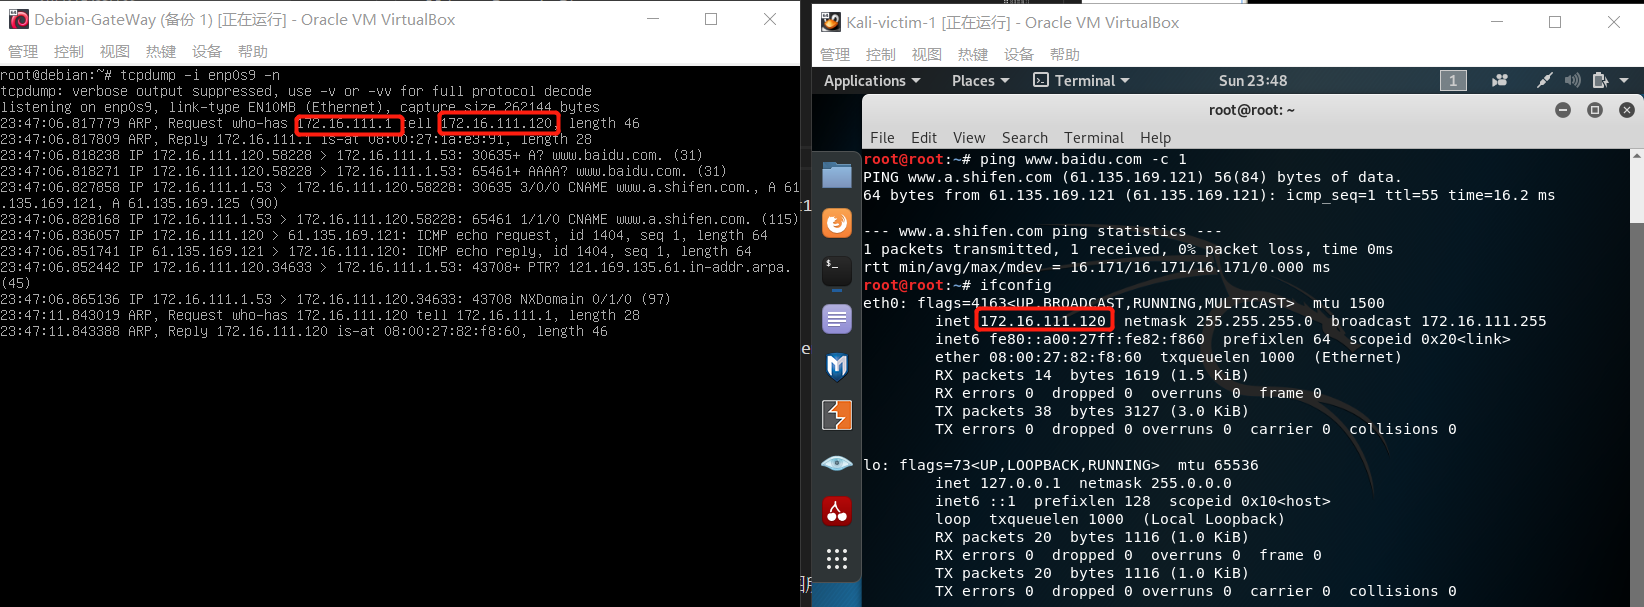 Debian-GateWay (备份 1) [正在运行] - Oracle VM VirtualBox
管理 控制 视图 热键 设备 帮助
root@debian:~# tcpdump -i enp0s9 -n
tcpdump: verbose output suppressed, use -v or -vv for full protocol decode
listening on enp0s9, link-type EN10MB (Ethernet), capture size 262144 bytes
23:47:06.817779 ARP, Request who-has 172.16.111.1 tell 172.16.111.120, length 46
23:47:06.817809 ARP, Reply 172.16.111.1 is-at 08:00:27:1a:e3:91, length 28
23:47:06.818238 IP 172.16.111.120.58228 > 172.16.111.1.53: 30635+ A? www.baidu.com. (31)
23:47:06.818271 IP 172.16.111.120.58228 > 172.16.111.1.53: 65461+ AAAA? www.baidu.com. (31)
23:47:06.827858 IP 172.16.111.1.53 > 172.16.111.120.58228: 30635 3/0/0 CNAME www.a.shifen.com., A 61
.135.169.121, A 61.135.169.125 (90)
23:47:06.828168 IP 172.16.111.1.53 > 172.16.111.120.58228: 65461 1/1/0 CNAME www.a.shifen.com. (115)
23:47:06.836057 IP 172.16.111.120 > 61.135.169.121: ICMP echo request, id 1404, seq 1, length 64
23:47:06.851741 IP 61.135.169.121 > 172.16.111.120: ICMP echo reply, id 1404, seq 1, length 64
23:47:06.852442 IP 172.16.111.120.34633 > 172.16.111.1.53: 43708+ PTR? 121.169.135.61.in-addr.arpa.
(45)
23:47:06.865136 IP 172.16.111.1.53 > 172.16.111.120.34633: 43708 NXDomain 0/1/0 (97)
23:47:11.843019 ARP, Request who-has 172.16.111.120 tell 172.16.111.1, length 28
23:47:11.843388 ARP, Reply 172.16.111.120 is-at 08:00:27:82:f8:60, length 46
Kali-victim-1 [正在运行] - Oracle VM VirtualBox
管理 控制 视图 热键 设备 帮助
Applications Places Terminal Sun 23:48 1
root@root: ~
File Edit View Search Terminal Help
root@root:~# ping www.baidu.com -c 1
PING www.a.shifen.com (61.135.169.121) 56(84) bytes of data.
64 bytes from 61.135.169.121 (61.135.169.121): icmp_seq=1 ttl=55 time=16.2 ms
--- www.a.shifen.com ping statistics ---
1 packets transmitted, 1 received, 0% packet loss, time 0ms
rtt min/avg/max/mdev = 16.171/16.171/16.171/0.000 ms
root@root:~# ifconfig
eth0: flags=4163<UP,BROADCAST,RUNNING,MULTICAST> mtu 1500
inet 172.16.111.120 netmask 255.255.255.0 broadcast 172.16.111.255
inet6 fe80::a00:27ff:fe82:f860 prefixlen 64 scopeid 0x20<link>
ether 08:00:27:82:f8:60 txqueuelen 1000 (Ethernet)
RX packets 14 bytes 1619 (1.5 KiB)
RX errors 0 dropped 0 overruns 0 frame 0
TX packets 38 bytes 3127 (3.0 KiB)
TX errors 0 dropped 0 overruns 0 carrier 0 collisions 0
lo: flags=73<UP,LOOPBACK,RUNNING> mtu 65536
inet 127.0.0.1 netmask 255.0.0.0
inet6 ::1 prefixlen 128 scopeid 0x10<host>
loop txqueuelen 1000 (Local Loopback)
RX packets 20 bytes 1116 (1.0 KiB)
RX errors 0 dropped 0 overruns 0 frame 0
TX packets 20 bytes 1116 (1.0 KiB)
TX errors 0 dropped 0 overruns 0 carrier 0 collisions 0